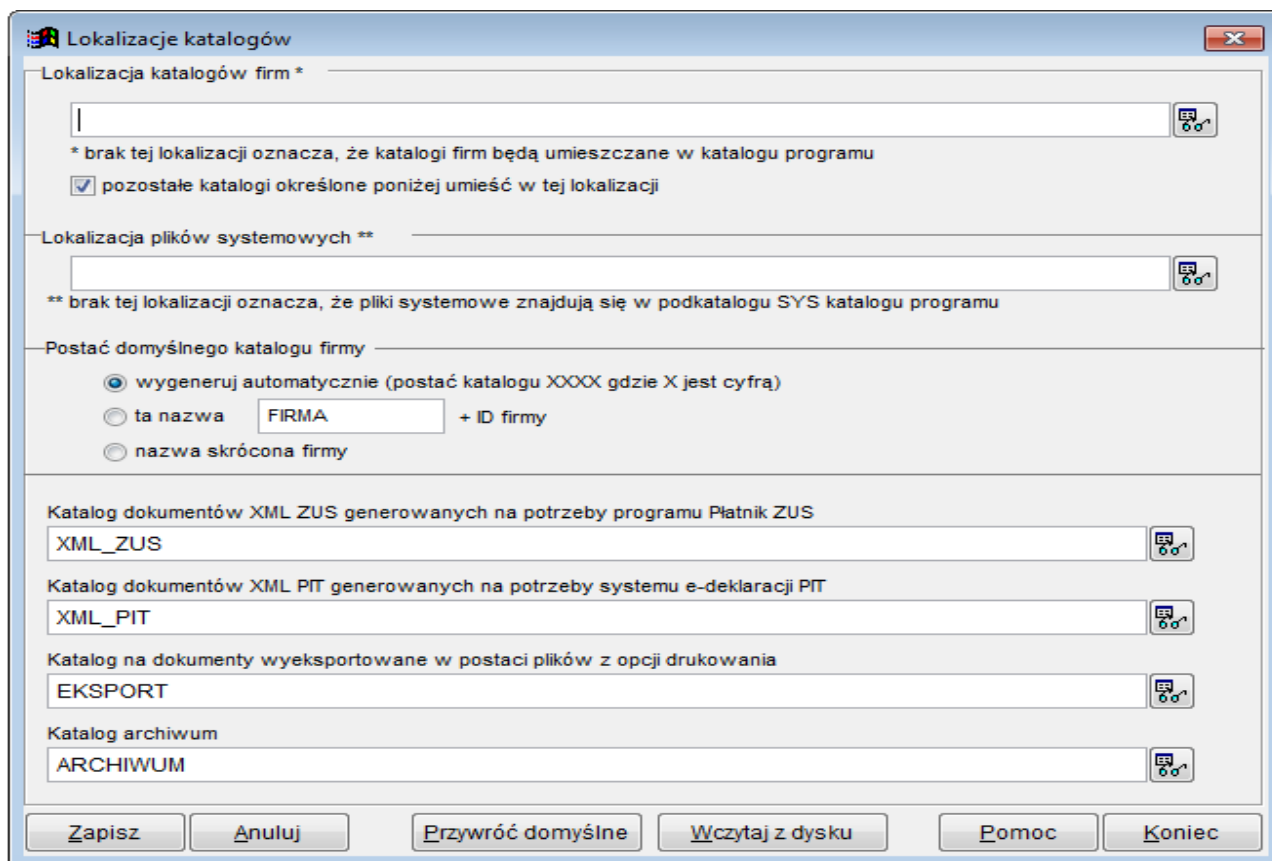 Lokalizacje katalogów
Lokalizacja katalogów firm *
* brak tej lokalizacji oznacza, że katalogi firm będą umieszczane w katalogu programu
pozostałe katalogi określone poniżej umieść w tej lokalizacji
Lokalizacja plików systemowych **
** brak tej lokalizacji oznacza, że pliki systemowe znajdują się w podkatalogu SYS katalogu programu
Postać domyślnego katalogu firmy
wygeneruj automatycznie (postać katalogu XXXX gdzie X jest cyfrą)
ta nazwa FIRMA + ID firmy
nazwa skrócona firmy
Katalog dokumentów XML ZUS generowanych na potrzeby programu Płatnik ZUS
XML_ZUS
Katalog dokumentów XML PIT generowanych na potrzeby systemu e-deklaracji PIT
XML_PIT
Katalog na dokumenty wyeksportowane w postaci plików z opcji drukowania
EKSPORT
Katalog archiwum
ARCHIWUM
Zapisz Anuluj Przywróć domyślne Wczytaj z dysku Pomoc Koniec